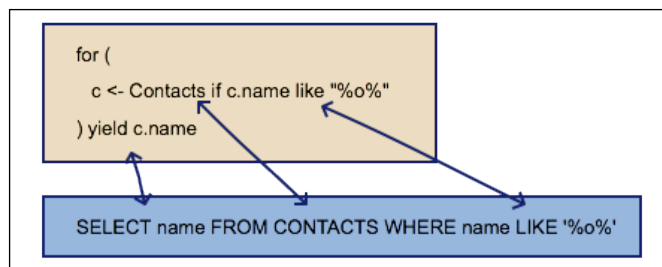 for (
c <- Contacts if c.name like "%o%"
) yield c.name
SELECT name FROM CONTACTS WHERE name LIKE '%o%'